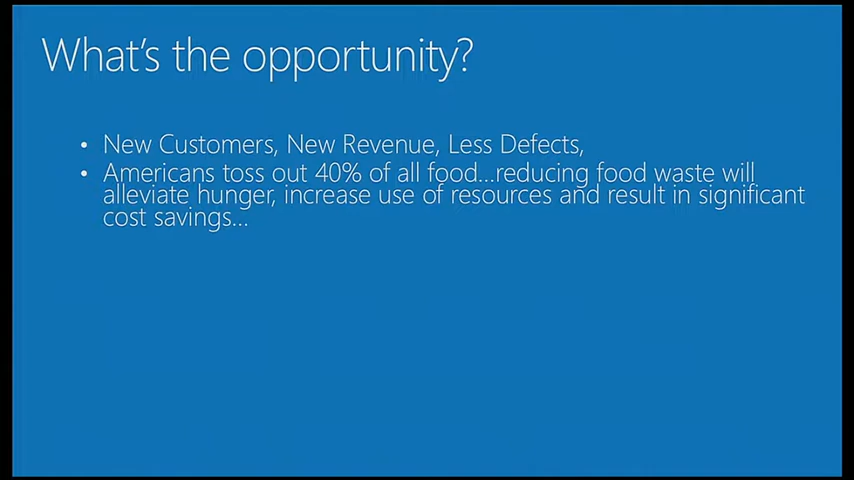 What's the opportunity?
• New Customers, New Revenue, Less Defects,
• Americans toss out 40% of all food...reducing food waste will
alleviate hunger, increase use of resources and result in significant
cost savings...